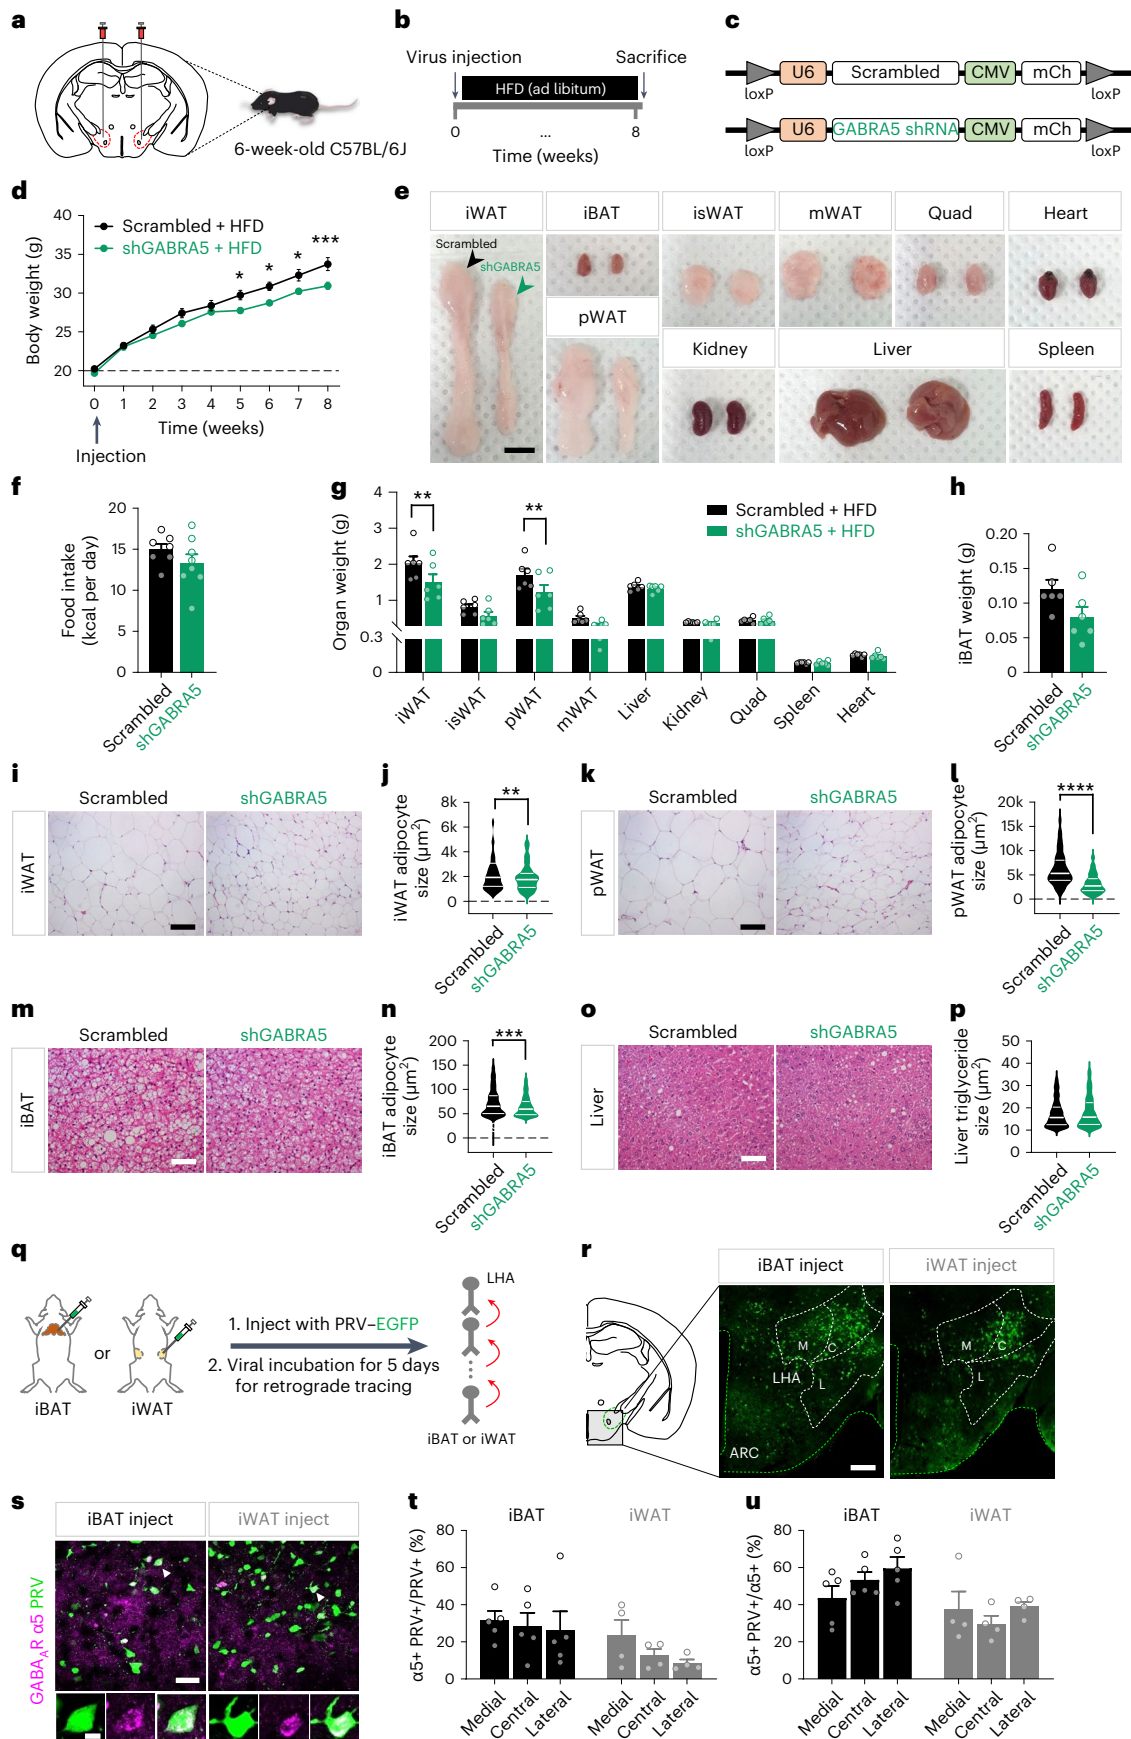 a
6-week-old C57BL/6J
b
Virus injection
Sacrifice
HFD (ad libitum)
0
...
8
Time (weeks)
c
U6
Scrambled
CMV
mCh
loxP
loxP
U6
GABRA5 shRNA
CMV
mCh
loxP
loxP
d
Body weight (g)
40
35
30
25
20
Scrambled + HFD
shGABRA5 + HFD
*
*
*
***
0 1 2 3 4 5 6 7 8
Time (weeks)
Injection
e
iWAT
iBAT
isWAT
mWAT
Quad
Heart
Scrambled
shGABRA5
pWAT
Kidney
Liver
Spleen
f
Food intake
(kcal per day)
20
15
10
5
0
Scrambled
shGABRA5
g
Organ weight (g)
4
3
2
1
0.3
0
**
**
Scrambled + HFD
shGABRA5 + HFD
iWAT
isWAT
pWAT
mWAT
Liver
Kidney
Quad
Spleen
Heart
h
iBAT weight (g)
0.20
0.15
0.10
0.05
0
Scrambled
shGABRA5
i
Scrambled
shGABRA5
iWAT
j
iWAT adipocyte
size (µm²)
8k
6k
4k
2k
0
**
Scrambled
shGABRA5
k
Scrambled
shGABRA5
pWAT
l
pWAT adipocyte
size (µm²)
20k
15k
10k
5k
0
****
Scrambled
shGABRA5
m
Scrambled
shGABRA5
iBAT
n
iBAT adipocyte
size (µm²)
200
150
100
50
0
***
Scrambled
shGABRA5
o
Scrambled
shGABRA5
Liver
p
Liver triglyceride
size (µm²)
50
40
30
20
10
0
Scrambled
shGABRA5
q
iBAT
or
iWAT
1. Inject with PRV–EGFP
2. Viral incubation for 5 days
for retrograde tracing
LHA
iBAT or iWAT
r
iBAT inject
iWAT inject
M
C
LHA
L
ARC
M
C
L
s
iBAT inject
iWAT inject
GABAAR α5 PRV
t
α5+ PRV+/PRV+ (%)
80
60
40
20
0
iBAT
iWAT
Medial
Central
Lateral
Medial
Central
Lateral
u
α5+ PRV+/α5+ (%)
80
60
40
20
0
iBAT
iWAT
Medial
Central
Lateral
Medial
Central
Lateral